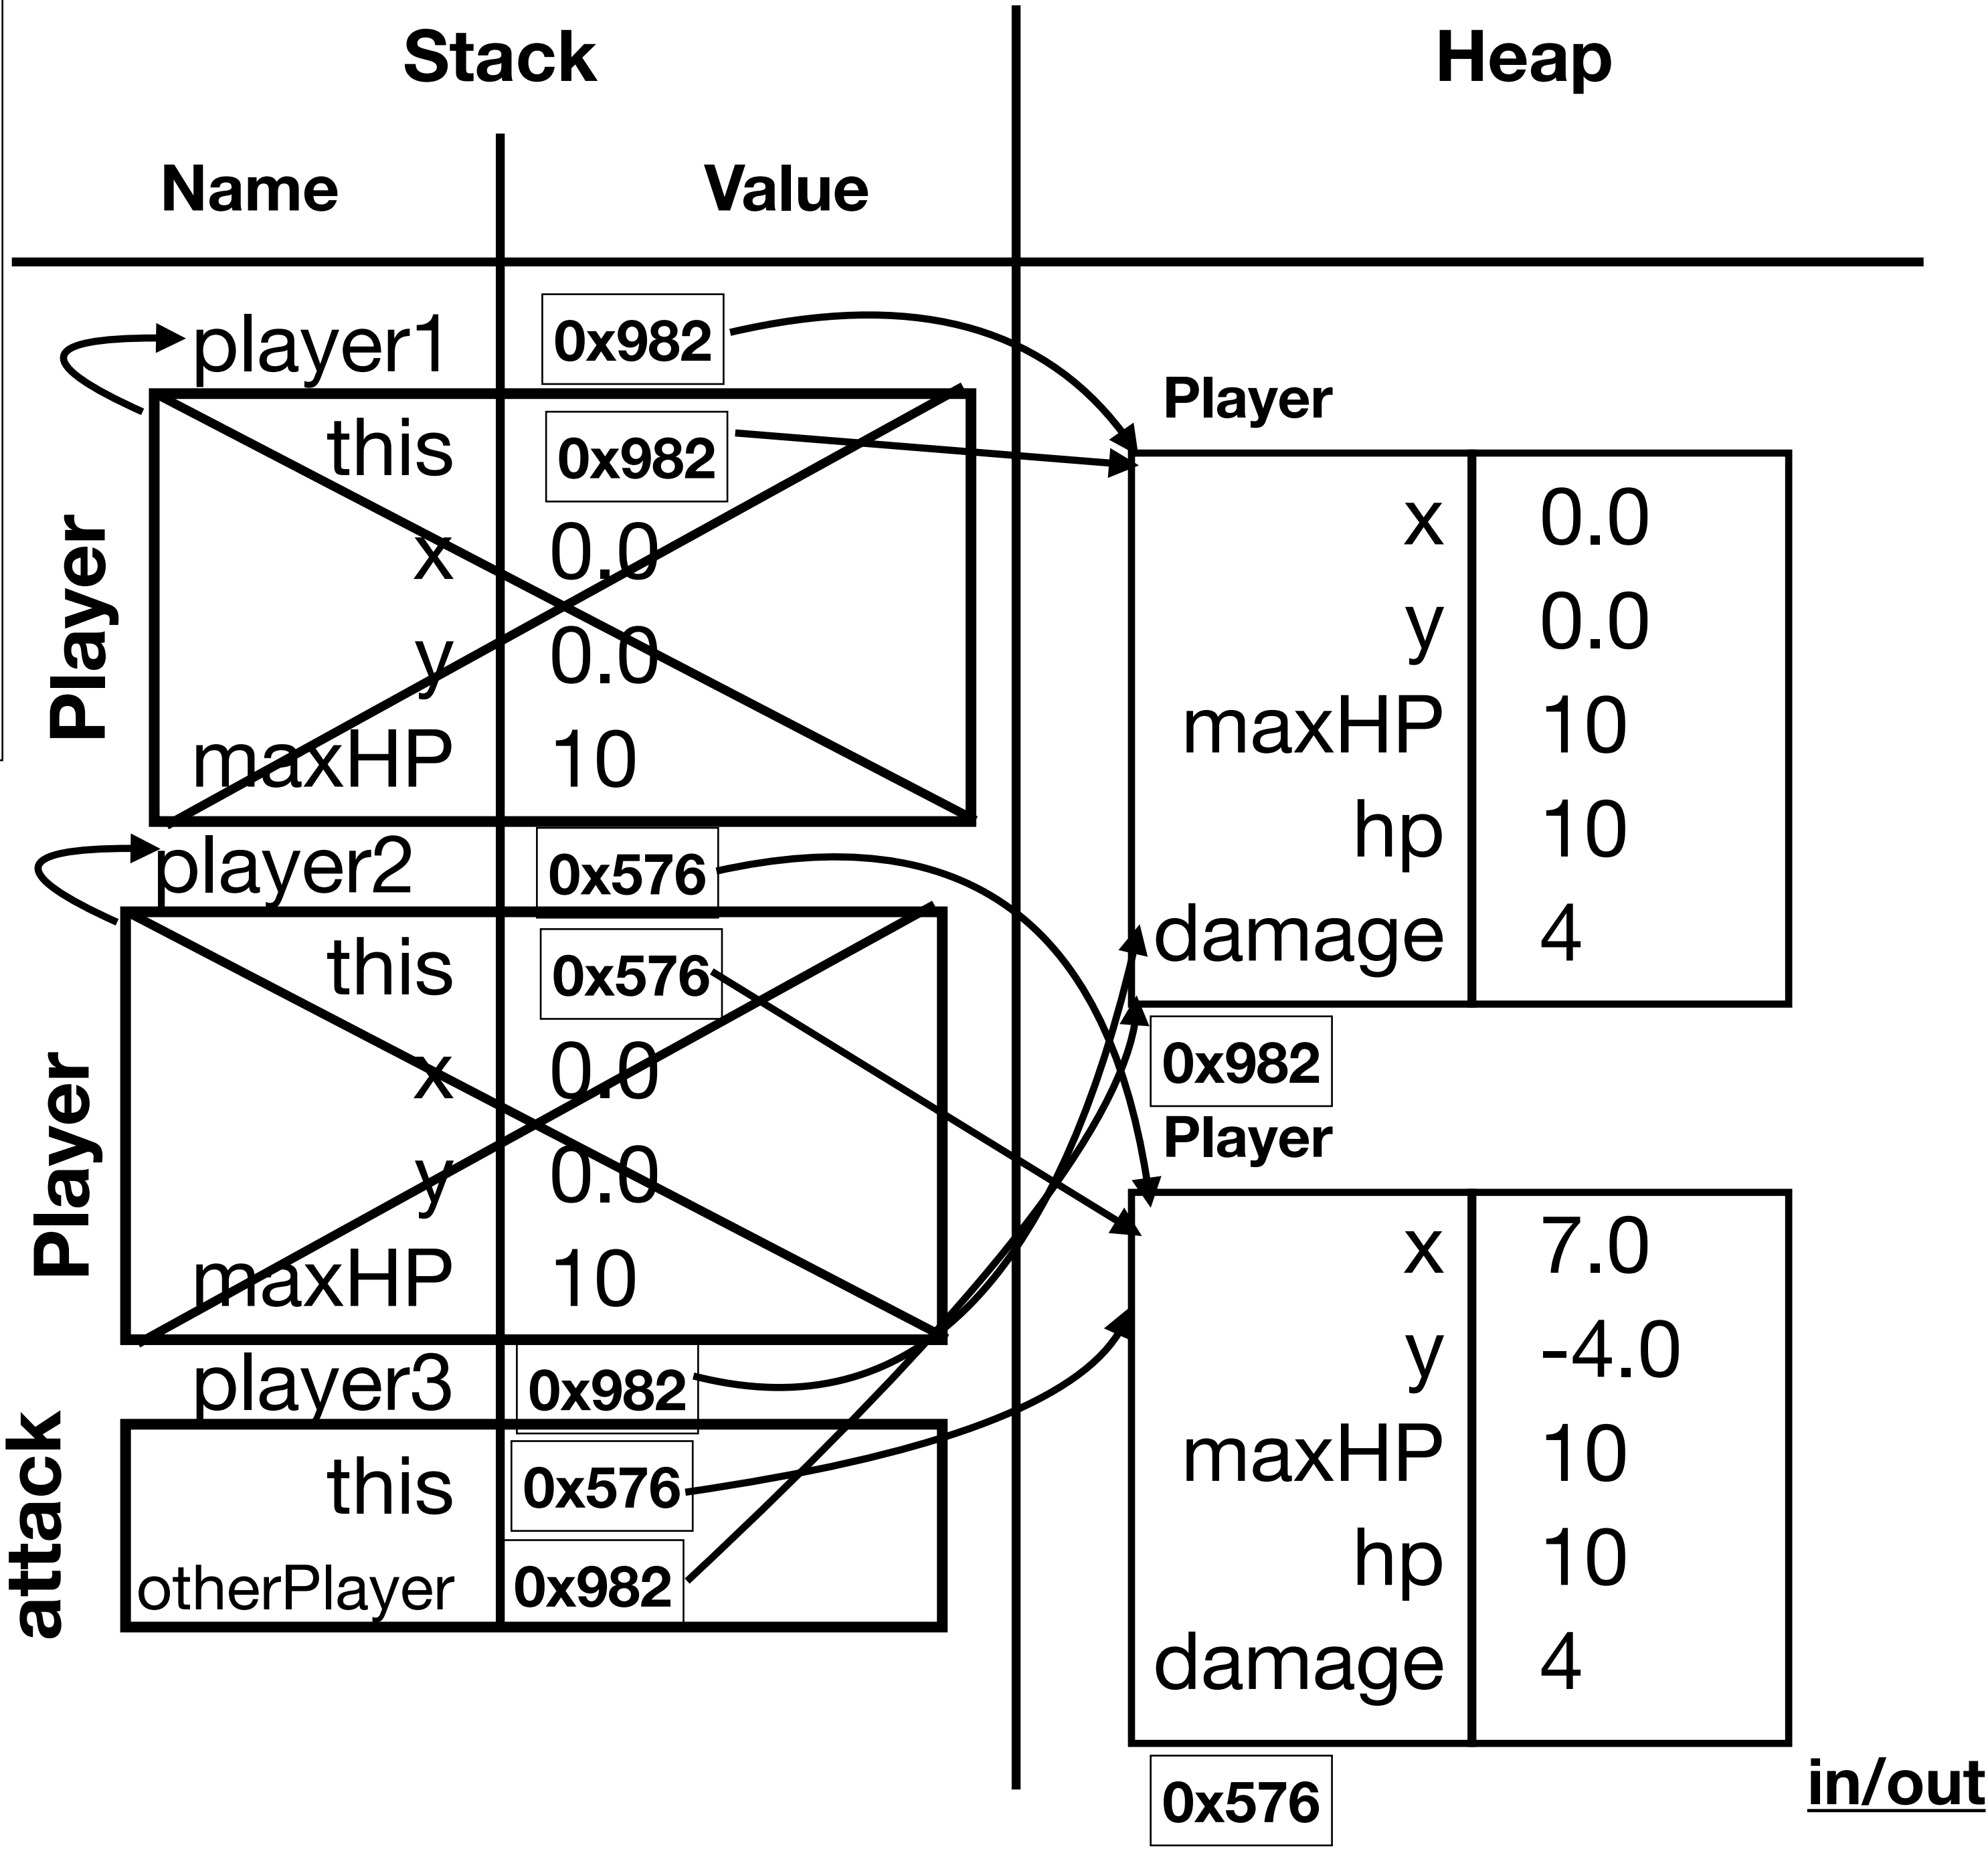 Stack
Heap
Name
Value
player1 0x982
Player
this 0x982
x 0.0
y 0.0
maxHP 10
player2 0x576
Player
this 0x576
x 0.0
y 0.0
maxHP 10
player3 0x982
attack
this 0x576
otherPlayer 0x982
Player
x 0.0
y 0.0
maxHP 10
hp 10
damage 4
0x982
Player
x 7.0
y -4.0
maxHP 10
hp 10
damage 4
0x576
in/out